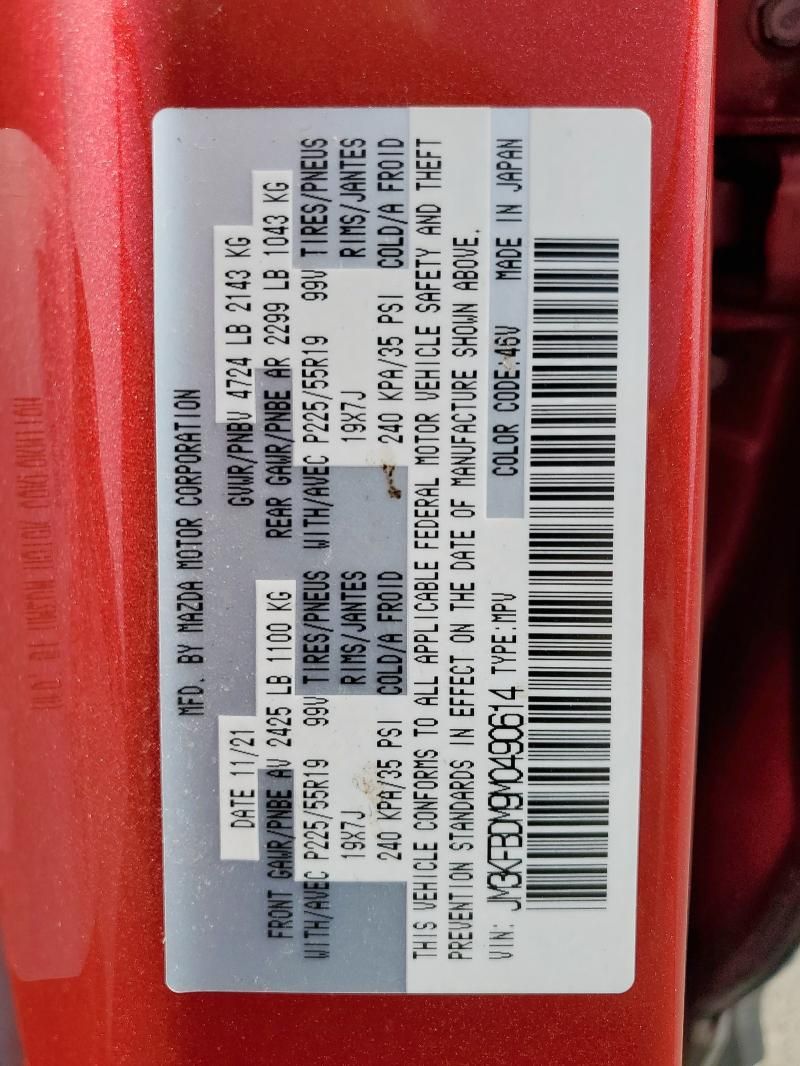 MFD. BY MAZDA MOTOR CORPORATION
DATE 11/21 GVWR/PNBV 4724 LB 2143 KG
FRONT GAWR/PNBE AV 2425 LB 1100 KG REAR GAWR/PNBE AR 2299 LB 1043 KG
WITH/AVEC P225/55R19 99V TIRES/PNEUS WITH/AVEC P225/55R19 99V TIRES/PNEUS
19X7J RIMS/JANTES 19X7J RIMS/JANTES
240 KPA/35 PSI COLD/A FROID 240 KPA/35 PSI COLD/A FROID
THIS VEHICLE CONFORMS TO ALL APPLICABLE FEDERAL MOTOR VEHICLE SAFETY AND THEFT
PREVENTION STANDARDS IN EFFECT ON THE DATE OF MANUFACTURE SHOWN ABOVE.
VIN: JM3KFBDM9M0490614 TYPE:MPV COLOR CODE:46V MADE IN JAPAN